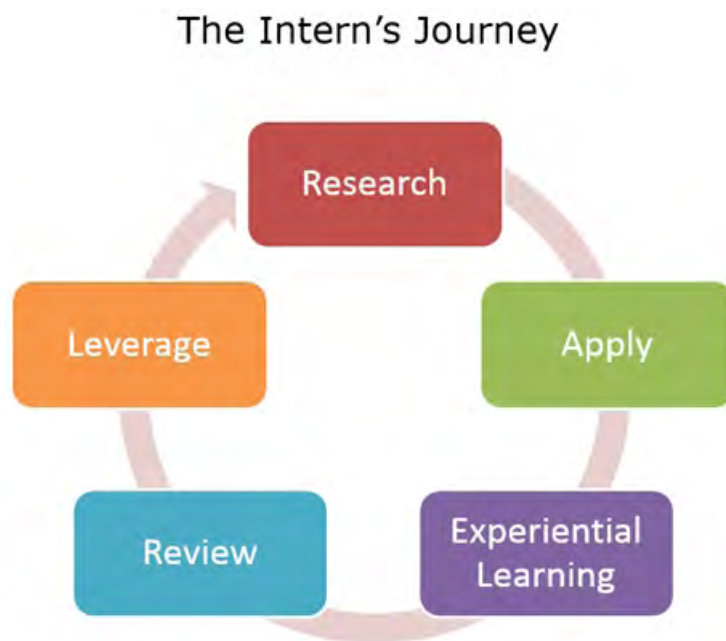 The Intern’s Journey
Research
Apply
Experiential
Learning
Review
Leverage